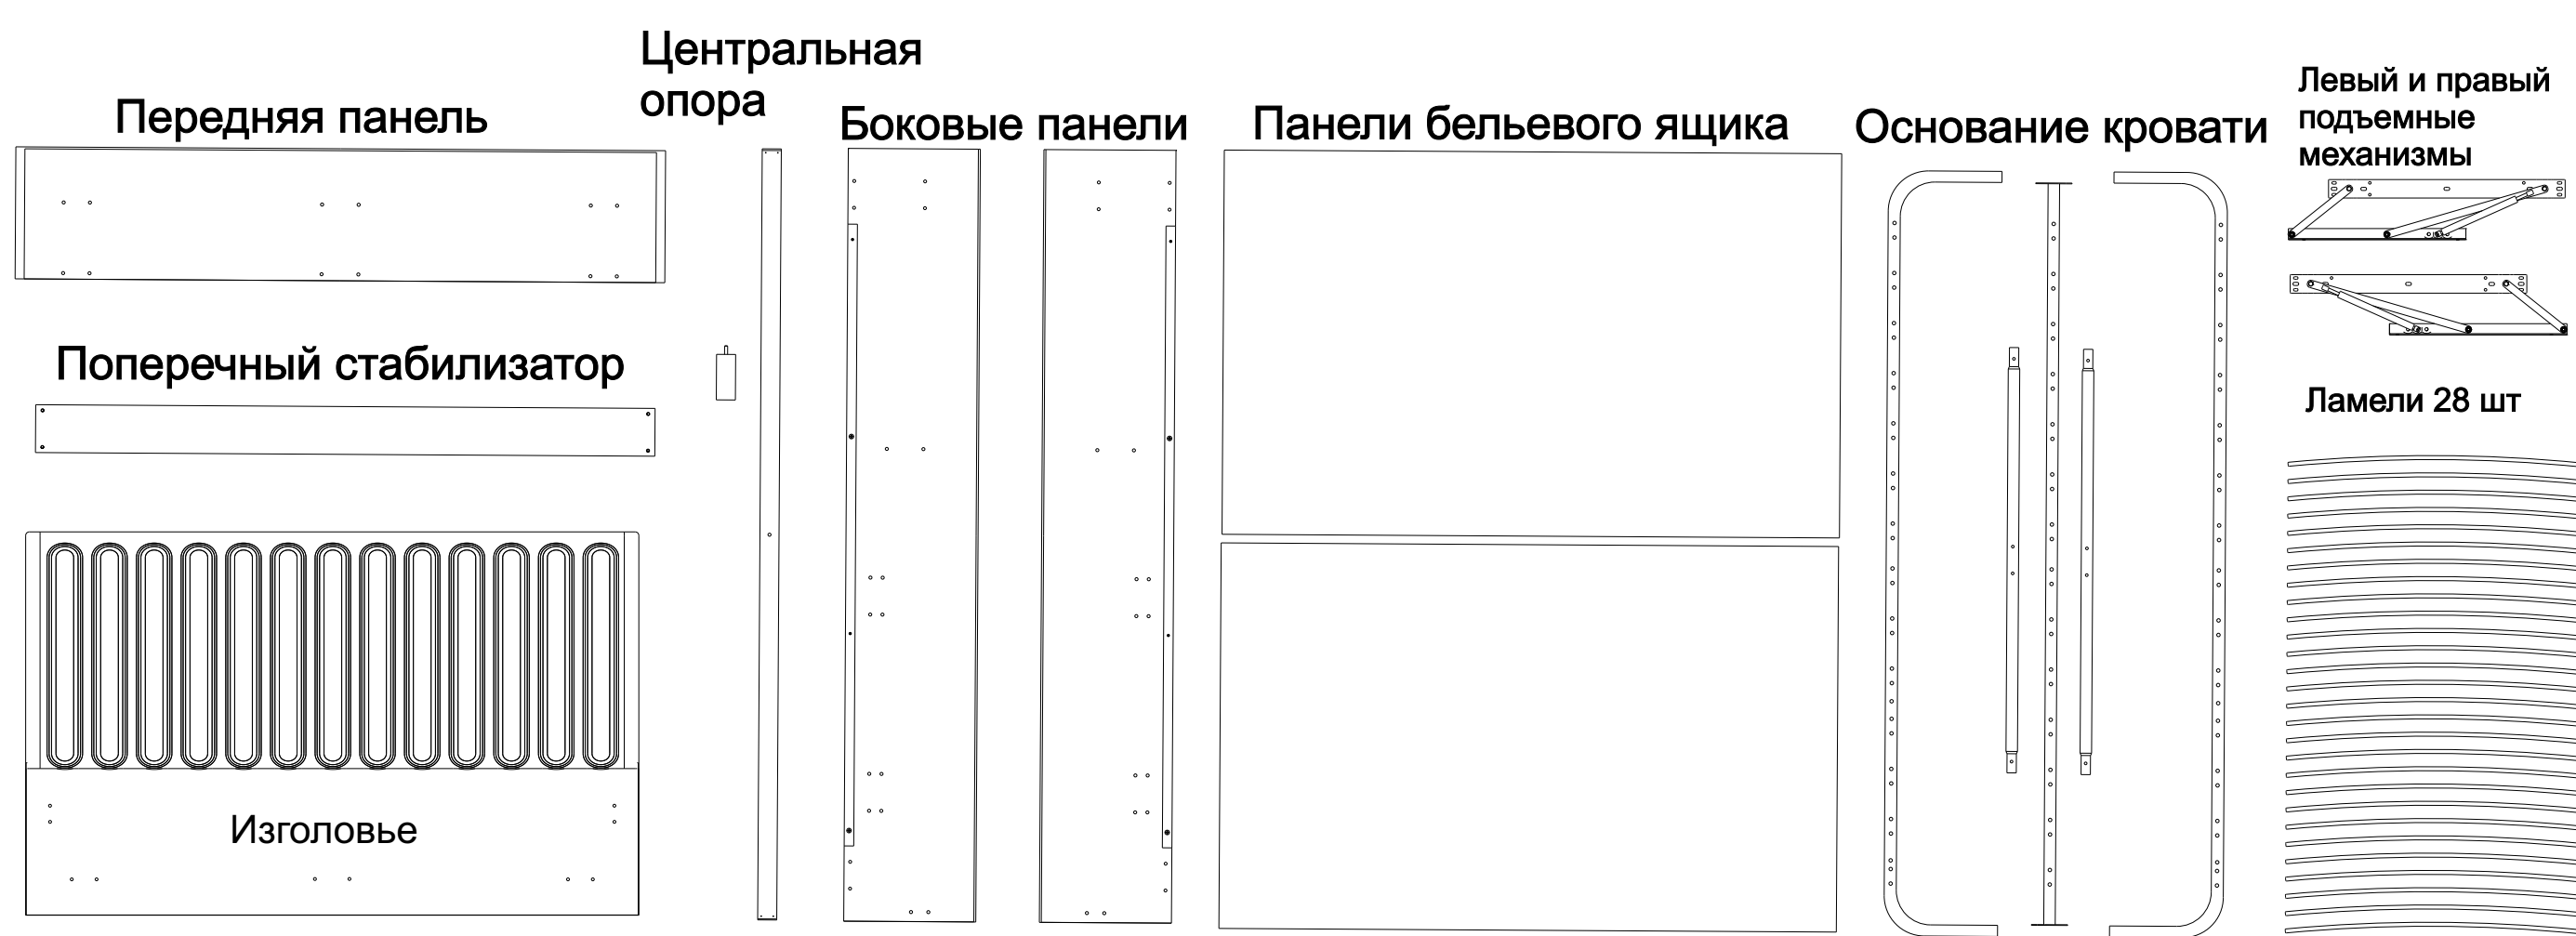 Центральная
опора
Передняя панель
Боковые панели
Панели бельевого ящика
Основание кровати
Левый и правый
подъемные
механизмы
Поперечный стабилизатор
Ламели 28 шт
Изголовье